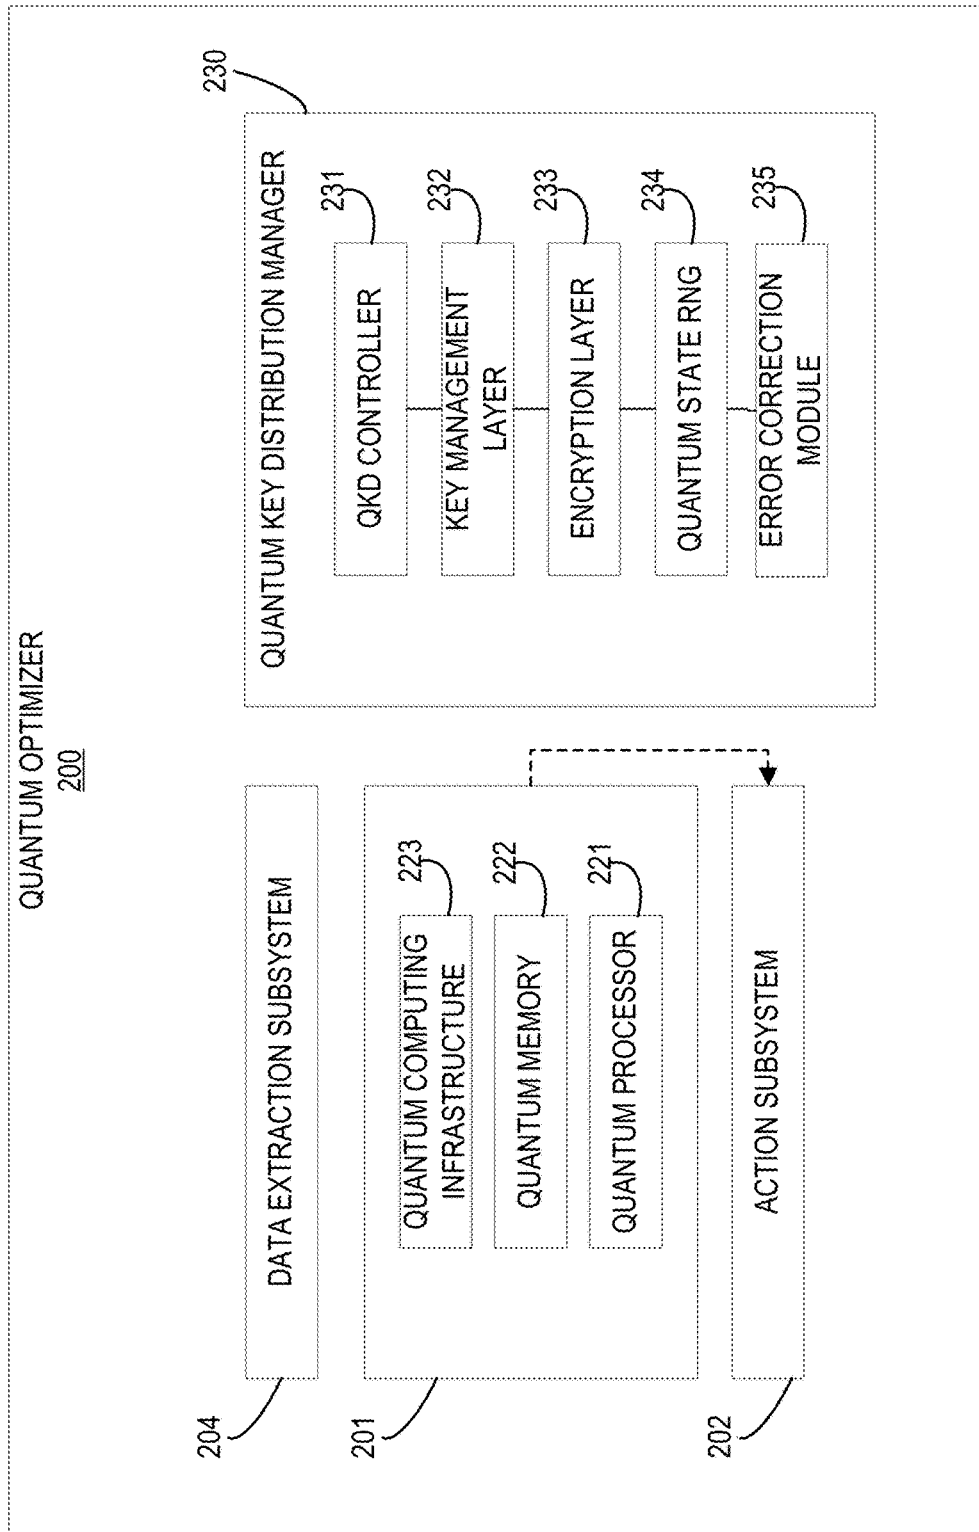 QUANTUM OPTIMIZER
200
204
DATA EXTRACTION SUBSYSTEM
201
QUANTUM COMPUTING
INFRASTRUCTURE
223
QUANTUM MEMORY
222
QUANTUM PROCESSOR
221
202
ACTION SUBSYSTEM
230
QUANTUM KEY DISTRIBUTION MANAGER
QKD CONTROLLER
231
KEY MANAGEMENT
LAYER
232
ENCRYPTION LAYER
233
QUANTUM STATE RNG
234
ERROR CORRECTION
MODULE
235